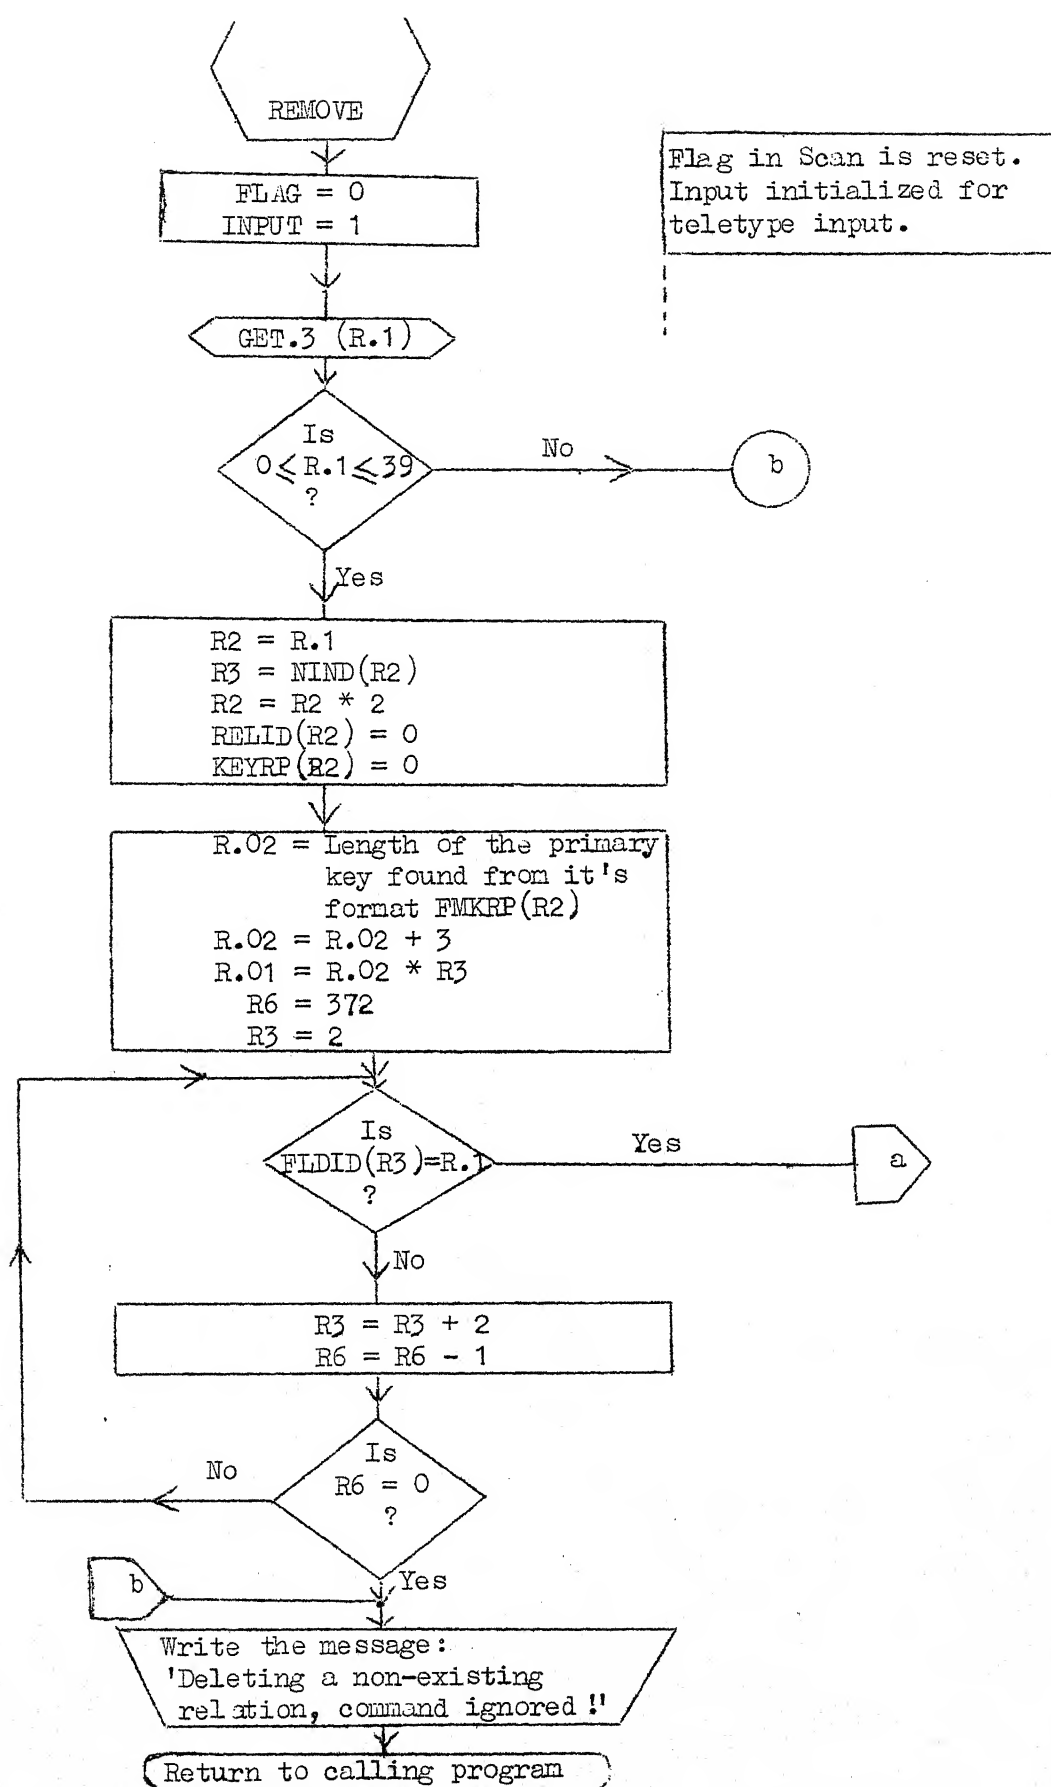 REMOVE
FLAG = 0
INPUT = 1
Flag in Scan is reset.
Input initialized for
teletype input.
GET.3 (R.1)
Is
0≤R.1≤39
?
No
b
Yes
R2 = R.1
R3 = NIND(R2)
R2 = R2 * 2
RELID(R2) = 0
KEYRP(R2) = 0
R.02 = Length of the primary
key found from it's
format FMKRP(R2)
R.02 = R.02 + 3
R.01 = R.02 * R3
R6 = 372
R3 = 2
Is
FLDID(R3)=R.1
?
Yes
a
No
R3 = R3 + 2
R6 = R6 - 1
Is
R6 = 0
?
No
Yes
b
Write the message:
'Deleting a non-existing
relation, command ignored !'
Return to calling program